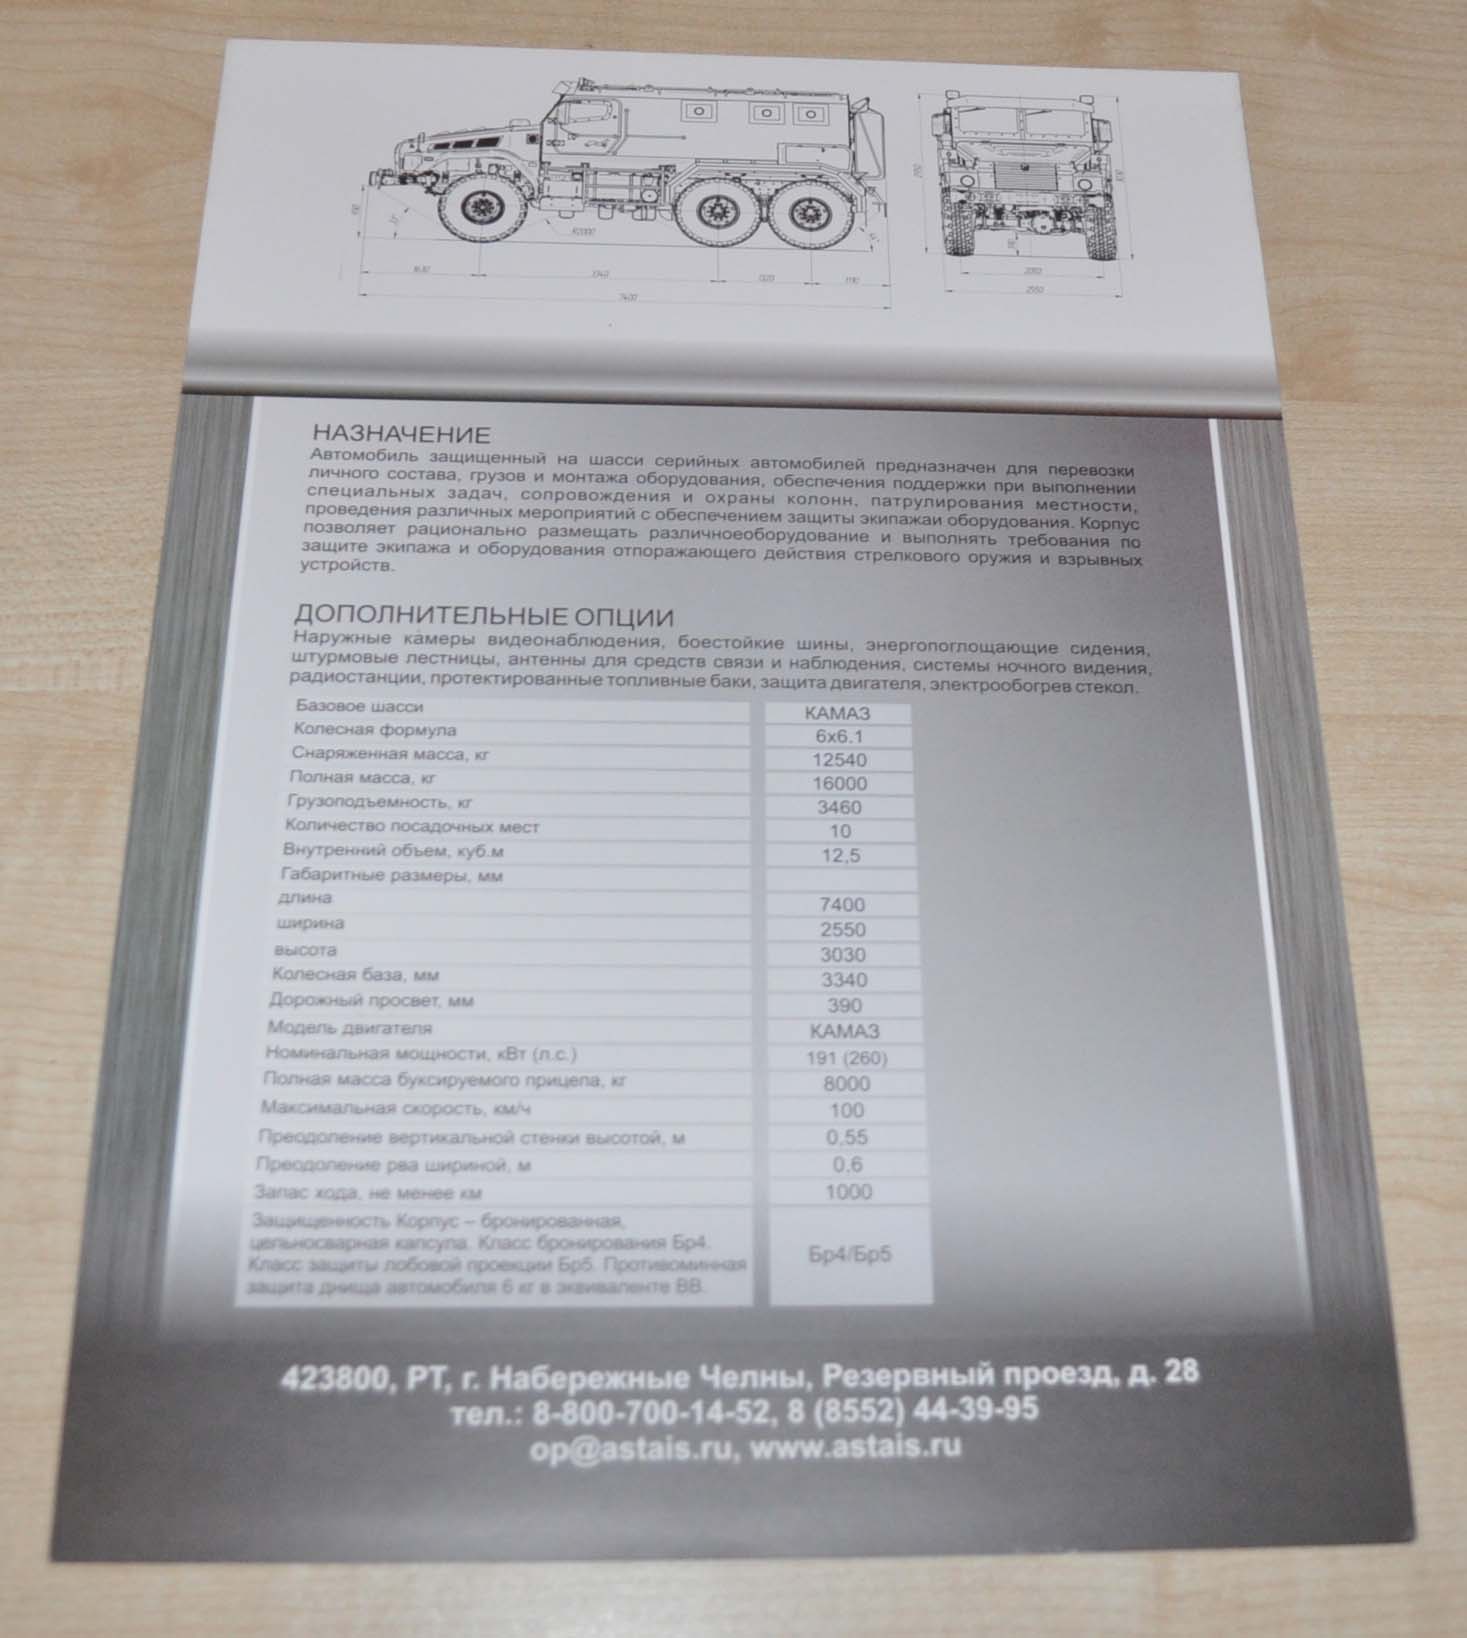 R2000
1630
3340
1320
1110
7400
2550
НАЗНАЧЕНИЕ
Автомобиль защищенный на шасси серийных автомобилей предназначен для перевозки
личного состава, грузов и монтажа оборудования, обеспечения поддержки при выполнении
специальных задач, сопровождения и охраны колонн, патрулирования местности,
проведения различных мероприятий с обеспечением защиты экипажаи оборудования. Корпус
позволяет рационально размещать различноеоборудование и выполнять требования по
защите экипажа и оборудования отпоражающего действия стрелкового оружия и взрывных
устройств.
ДОПОЛНИТЕЛЬНЫЕ ОПЦИИ
Наружные камеры видеонаблюдения, боестойкие шины, энергопоглощающие сидения,
штурмовые лестницы, антенны для средств связи и наблюдения, системы ночного видения,
радиостанции, протектированные топливные баки, защита двигателя, электрообогрев стекол.
Базовое шасси КАМАЗ
Колесная формула 6х6.1
Снаряженная масса, кг 12540
Полная масса, кг 16000
Грузоподъемность, кг 3460
Количество посадочных мест 10
Внутренний объем, куб.м 12,5
Габаритные размеры, мм
длина 7400
ширина 2550
высота 3030
Колесная база, мм 3340
Дорожный просвет, мм 390
Модель двигателя КАМАЗ
Номинальная мощности, кВт (л.с.) 191 (260)
Полная масса буксируемого прицепа, кг 8000
Максимальная скорость, км/ч 100
Преодоление вертикальной стенки высотой, м 0,55
Преодоление рва шириной, м 0.6
Запас хода, не менее км 1000
Защищенность Корпус – бронированная,
цельносварная капсула. Класс бронирования Бр4.
Класс защиты лобовой проекции Бр5. Противоминная
защита днища автомобиля 6 кг в эквиваленте ВВ.
Бр4/Бр5
423800, РТ, г. Набережные Челны, Резервный проезд, д. 28
тел.: 8-800-700-14-52, 8 (8552) 44-39-95
op@astais.ru, www.astais.ru